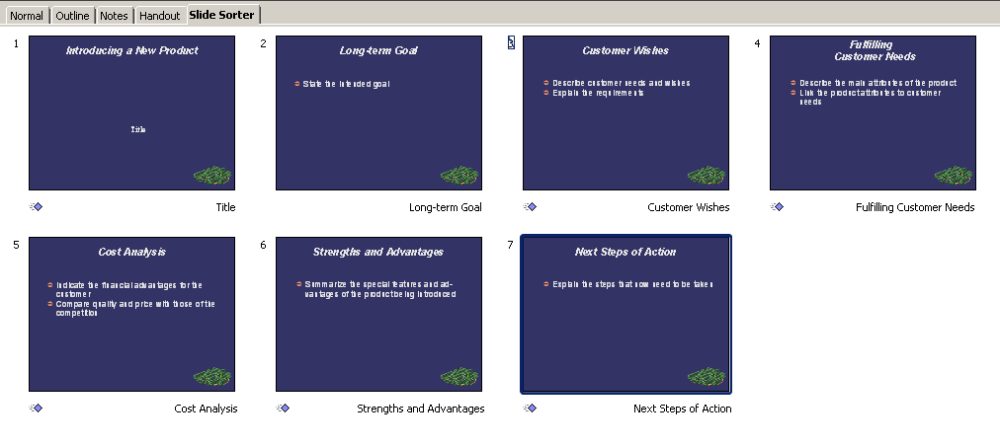 Normal Outline Notes Handout Slide Sorter
1
Introducing a New Product
Title
Title
2
Long-term Goal
State the intended goal
Long-term Goal
3
Customer Wishes
Describe customer needs and wishes
Explain the requirements
Customer Wishes
4
Fulfilling
Customer Needs
Describe the main attributes of the product
Link the product attributes to customer
needs
Fulfilling Customer Needs
5
Cost Analysis
Indicate the financial advantages for the
customer
Compare quality and price with those of the
competition
Cost Analysis
6
Strengths and Advantages
Summarize the special features and ad-
vantages of the product being introduced
Strengths and Advantages
7
Next Steps of Action
Explain the steps that now need to be taken
Next Steps of Action